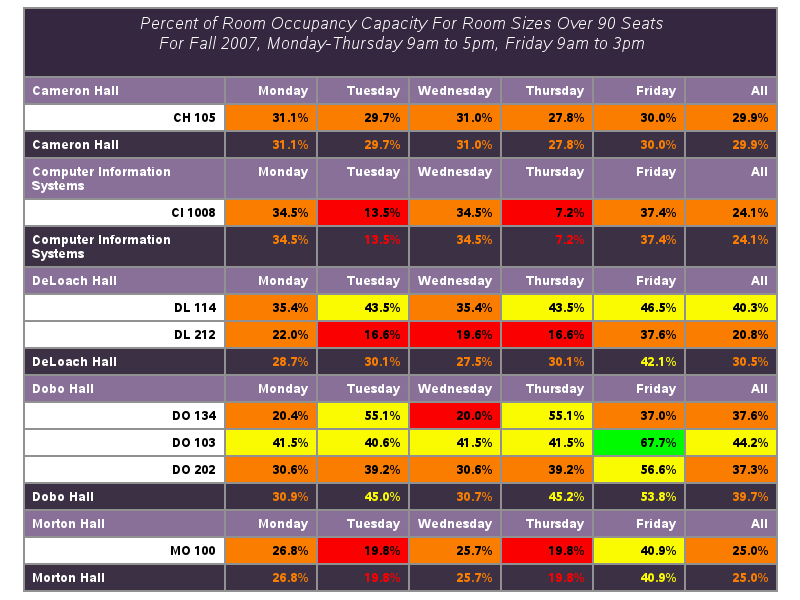 Percent of Room Occupancy Capacity For Room Sizes Over 90 Seats
For Fall 2007, Monday-Thursday 9am to 5pm, Friday 9am to 3pm
Cameron Hall Monday Tuesday Wednesday Thursday Friday All
CH 105 31.1% 29.7% 31.0% 27.8% 30.0% 29.9%
Cameron Hall 31.1% 29.7% 31.0% 27.8% 30.0% 29.9%
Computer Information Monday Tuesday Wednesday Thursday Friday All
Systems
CI 1008 34.5% 13.5% 34.5% 7.2% 37.4% 24.1%
Computer Information 34.5% 13.5% 34.5% 7.2% 37.4% 24.1%
Systems
DeLoach Hall Monday Tuesday Wednesday Thursday Friday All
DL 114 35.4% 43.5% 35.4% 43.5% 46.5% 40.3%
DL 212 22.0% 16.6% 19.6% 16.6% 37.6% 20.8%
DeLoach Hall 28.7% 30.1% 27.5% 30.1% 42.1% 30.5%
Dobo Hall Monday Tuesday Wednesday Thursday Friday All
DO 134 20.4% 55.1% 20.0% 55.1% 37.0% 37.6%
DO 103 41.5% 40.6% 41.5% 41.5% 67.7% 44.2%
DO 202 30.6% 39.2% 30.6% 39.2% 56.6% 37.3%
Dobo Hall 30.9% 45.0% 30.7% 45.2% 53.8% 39.7%
Morton Hall Monday Tuesday Wednesday Thursday Friday All
MO 100 26.8% 19.8% 25.7% 19.8% 40.9% 25.0%
Morton Hall 26.8% 19.8% 25.7% 19.8% 40.9% 25.0%